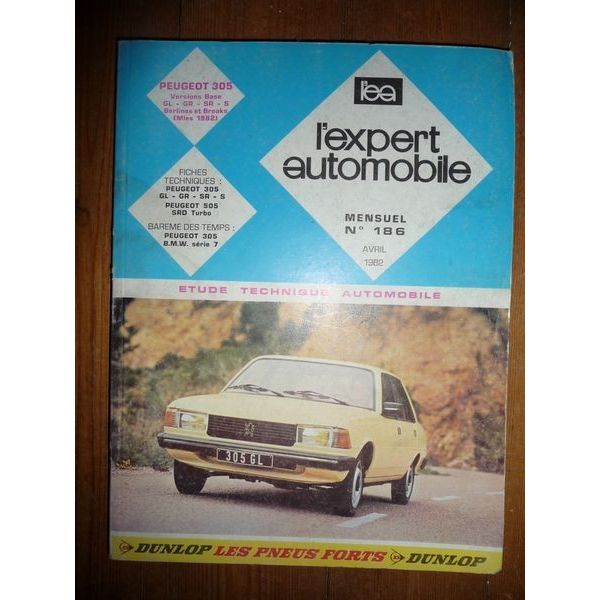 PEUGEOT 305
Versions Base
GL - GR - SR - S
Berlines et Breaks
(Mles 1982)
l'ea
l'expert
automobile
FICHES
TECHNIQUES :
PEUGEOT 305
GL - GR - SR - S
PEUGEOT 505
SRD Turbo
BAREME DES TEMPS :
PEUGEOT 305
B.M.W. série 7
MENSUEL
N° 186
AVRIL
1982
ETUDE TECHNIQUE AUTOMOBILE
305 GL
DUNLOP LES PNEUS FORTS DUNLOP